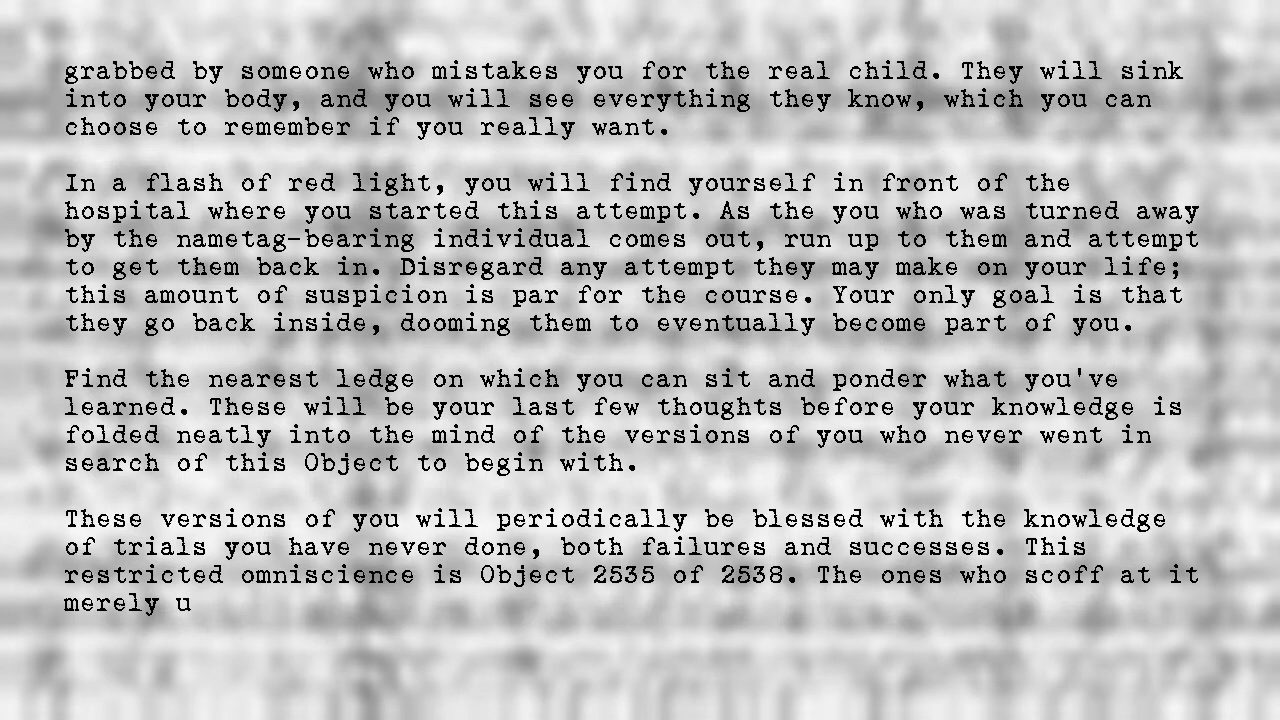 grabbed by someone who mistakes you for the real child. They will sink
into your body, and you will see everything they know, which you can
choose to remember if you really want.
In a flash of red light, you will find yourself in front of the
hospital where you started this attempt. As the you who was turned away
by the nametag-bearing individual comes out, run up to them and attempt
to get them back in. Disregard any attempt they may make on your life;
this amount of suspicion is par for the course. Your only goal is that
they go back inside, dooming them to eventually become part of you.
Find the nearest ledge on which you can sit and ponder what you've
learned. These will be your last few thoughts before your knowledge is
folded neatly into the mind of the versions of you who never went in
search of this Object to begin with.
These versions of you will periodically be blessed with the knowledge
of trials you have never done, both failures and successes. This
restricted omniscience is Object 2535 of 2538. The ones who scoff at it
merely u